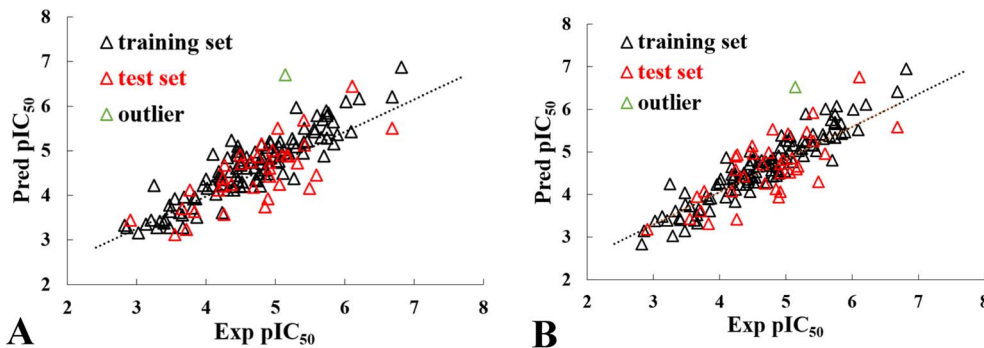 8
7
6
5
4
3
2
Pred pIC50
training set
test set
outlier
2 3 4 5 6 7 8
Exp pIC50
A
8
7
6
5
4
3
2
Pred pIC50
training set
test set
outlier
2 3 4 5 6 7 8
Exp pIC50
B